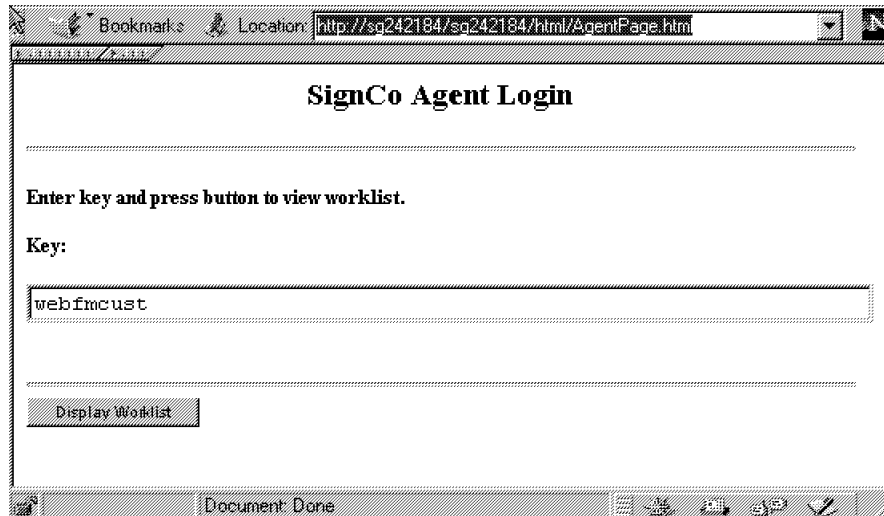 Bookmarks Location: http://sg242184/sg242184/html/AgentPage.html
SignCo Agent Login
Enter key and press button to view worklist.
Key:
webfmcust
Display Worklist
Document: Done